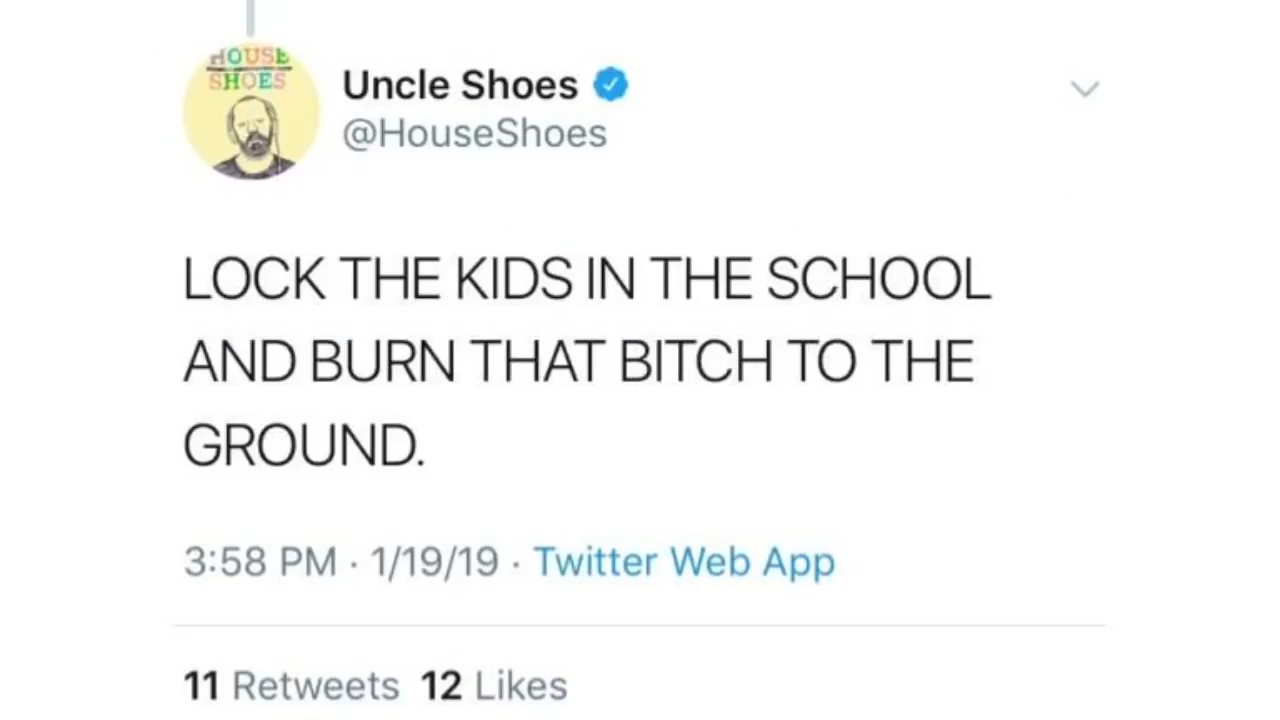 HOUSE
SHOES
Uncle Shoes
@HouseShoes
LOCK THE KIDS IN THE SCHOOL
AND BURN THAT BITCH TO THE
GROUND.
3:58 PM · 1/19/19 · Twitter Web App
11 Retweets 12 Likes